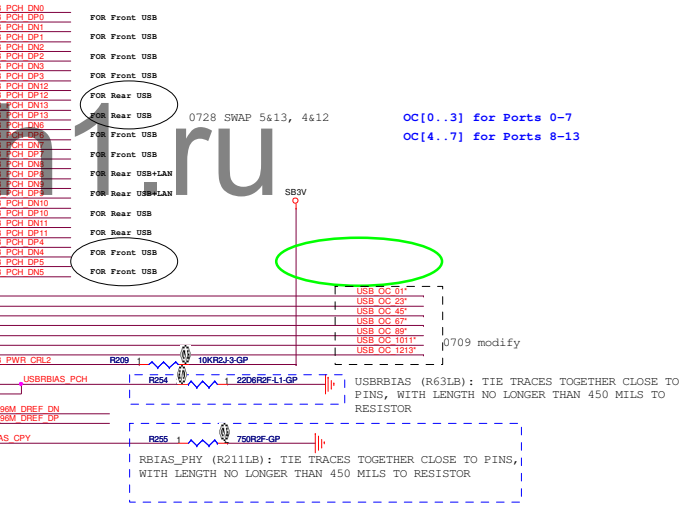 PCH_DN0
PCH_DP0
FOR Front USB
PCH_DN1
PCH_DP1
FOR Front USB
PCH_DN2
PCH_DP2
FOR Front USB
PCH_DN3
PCH_DP3
FOR Front USB
PCH_DN12
PCH_DP12
FOR Rear USB
PCH_DN13
PCH_DP13
FOR Rear USB
0728 SWAP 5&13, 4&12
OC[0..3] for Ports 0-7
OC[4..7] for Ports 8-13
PCH_DN6
PCH_DP6
FOR Front USB
PCH_DN7
PCH_DP7
FOR Front USB
PCH_DN8
PCH_DP8
FOR Rear USB+LAN
PCH_DN9
PCH_DP9
FOR Rear USB+LAN
PCH_DN10
PCH_DP10
FOR Rear USB
PCH_DN11
PCH_DP11
FOR Rear USB
PCH_DP4
PCH_DN4
FOR Front USB
PCH_DP5
PCH_DN5
FOR Front USB
1.ru
SB3V
USB_OC_01*
USB_OC_23*
USB_OC_45*
USB_OC_67*
USB_OC_89*
USB_OC_1011*
USB_OC_1213*
0709 modify
PWR_CRL2
R209 1 10KR2J-3-GP
USBRBIAS_PCH
R254 1 22D6R2F-L1-GP
USBRBIAS (R63LB): TIE TRACES TOGETHER CLOSE TO
PINS, WITH LENGTH NO LONGER THAN 450 MILS TO
RESISTOR
96M_DREF_DN
96M_DREF_DP
AS_CPY
R255 1 750R2F-GP
RBIAS_PHY (R211LB): TIE TRACES TOGETHER CLOSE TO PINS,
WITH LENGTH NO LONGER THAN 450 MILS TO RESISTOR